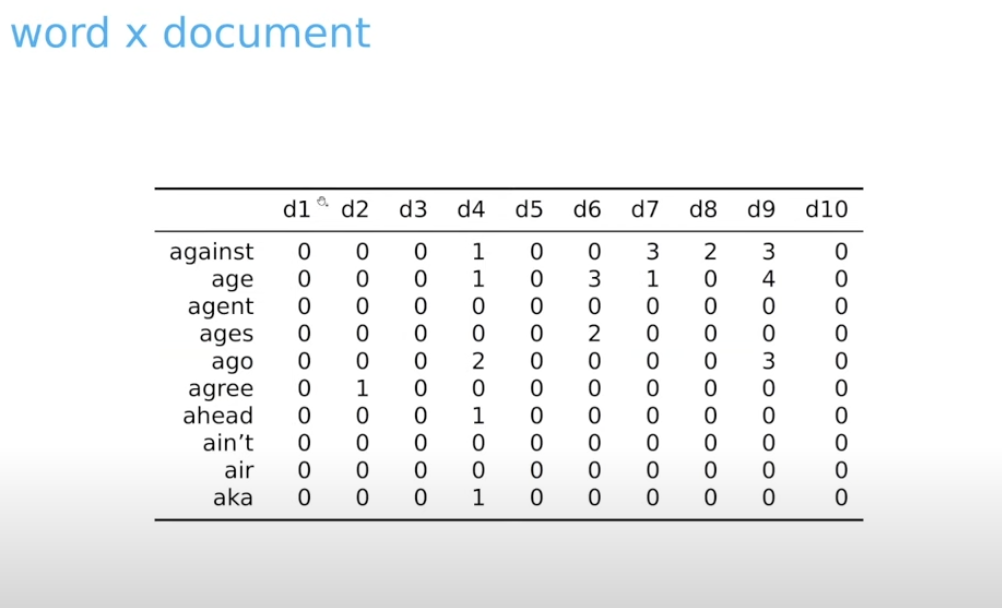 word x document
d1 d2 d3 d4 d5 d6 d7 d8 d9 d10
against 0 0 0 1 0 0 3 2 3 0
age 0 0 0 1 0 3 1 0 4 0
agent 0 0 0 0 0 0 0 0 0 0
ages 0 0 0 0 0 2 0 0 0 0
ago 0 0 0 2 0 0 0 0 3 0
agree 0 1 0 0 0 0 0 0 0 0
ahead 0 0 0 1 0 0 0 0 0 0
ain’t 0 0 0 0 0 0 0 0 0 0
air 0 0 0 0 0 0 0 0 0 0
aka 0 0 0 1 0 0 0 0 0 0